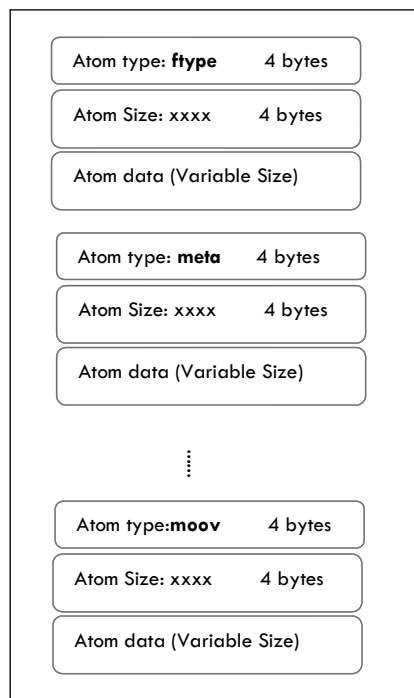 Atom type: ftype 4 bytes
Atom Size: xxxx 4 bytes
Atom data (Variable Size)
Atom type: meta 4 bytes
Atom Size: xxxx 4 bytes
Atom data (Variable Size)
Atom type:moov 4 bytes
Atom Size: xxxx 4 bytes
Atom data (Variable Size)